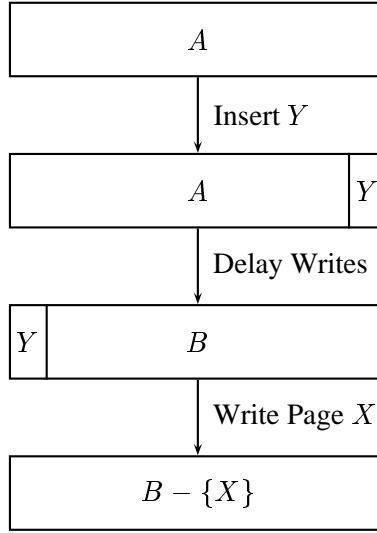 A
Insert Y
A Y
Delay Writes
Y B
Write Page X
B − {X}